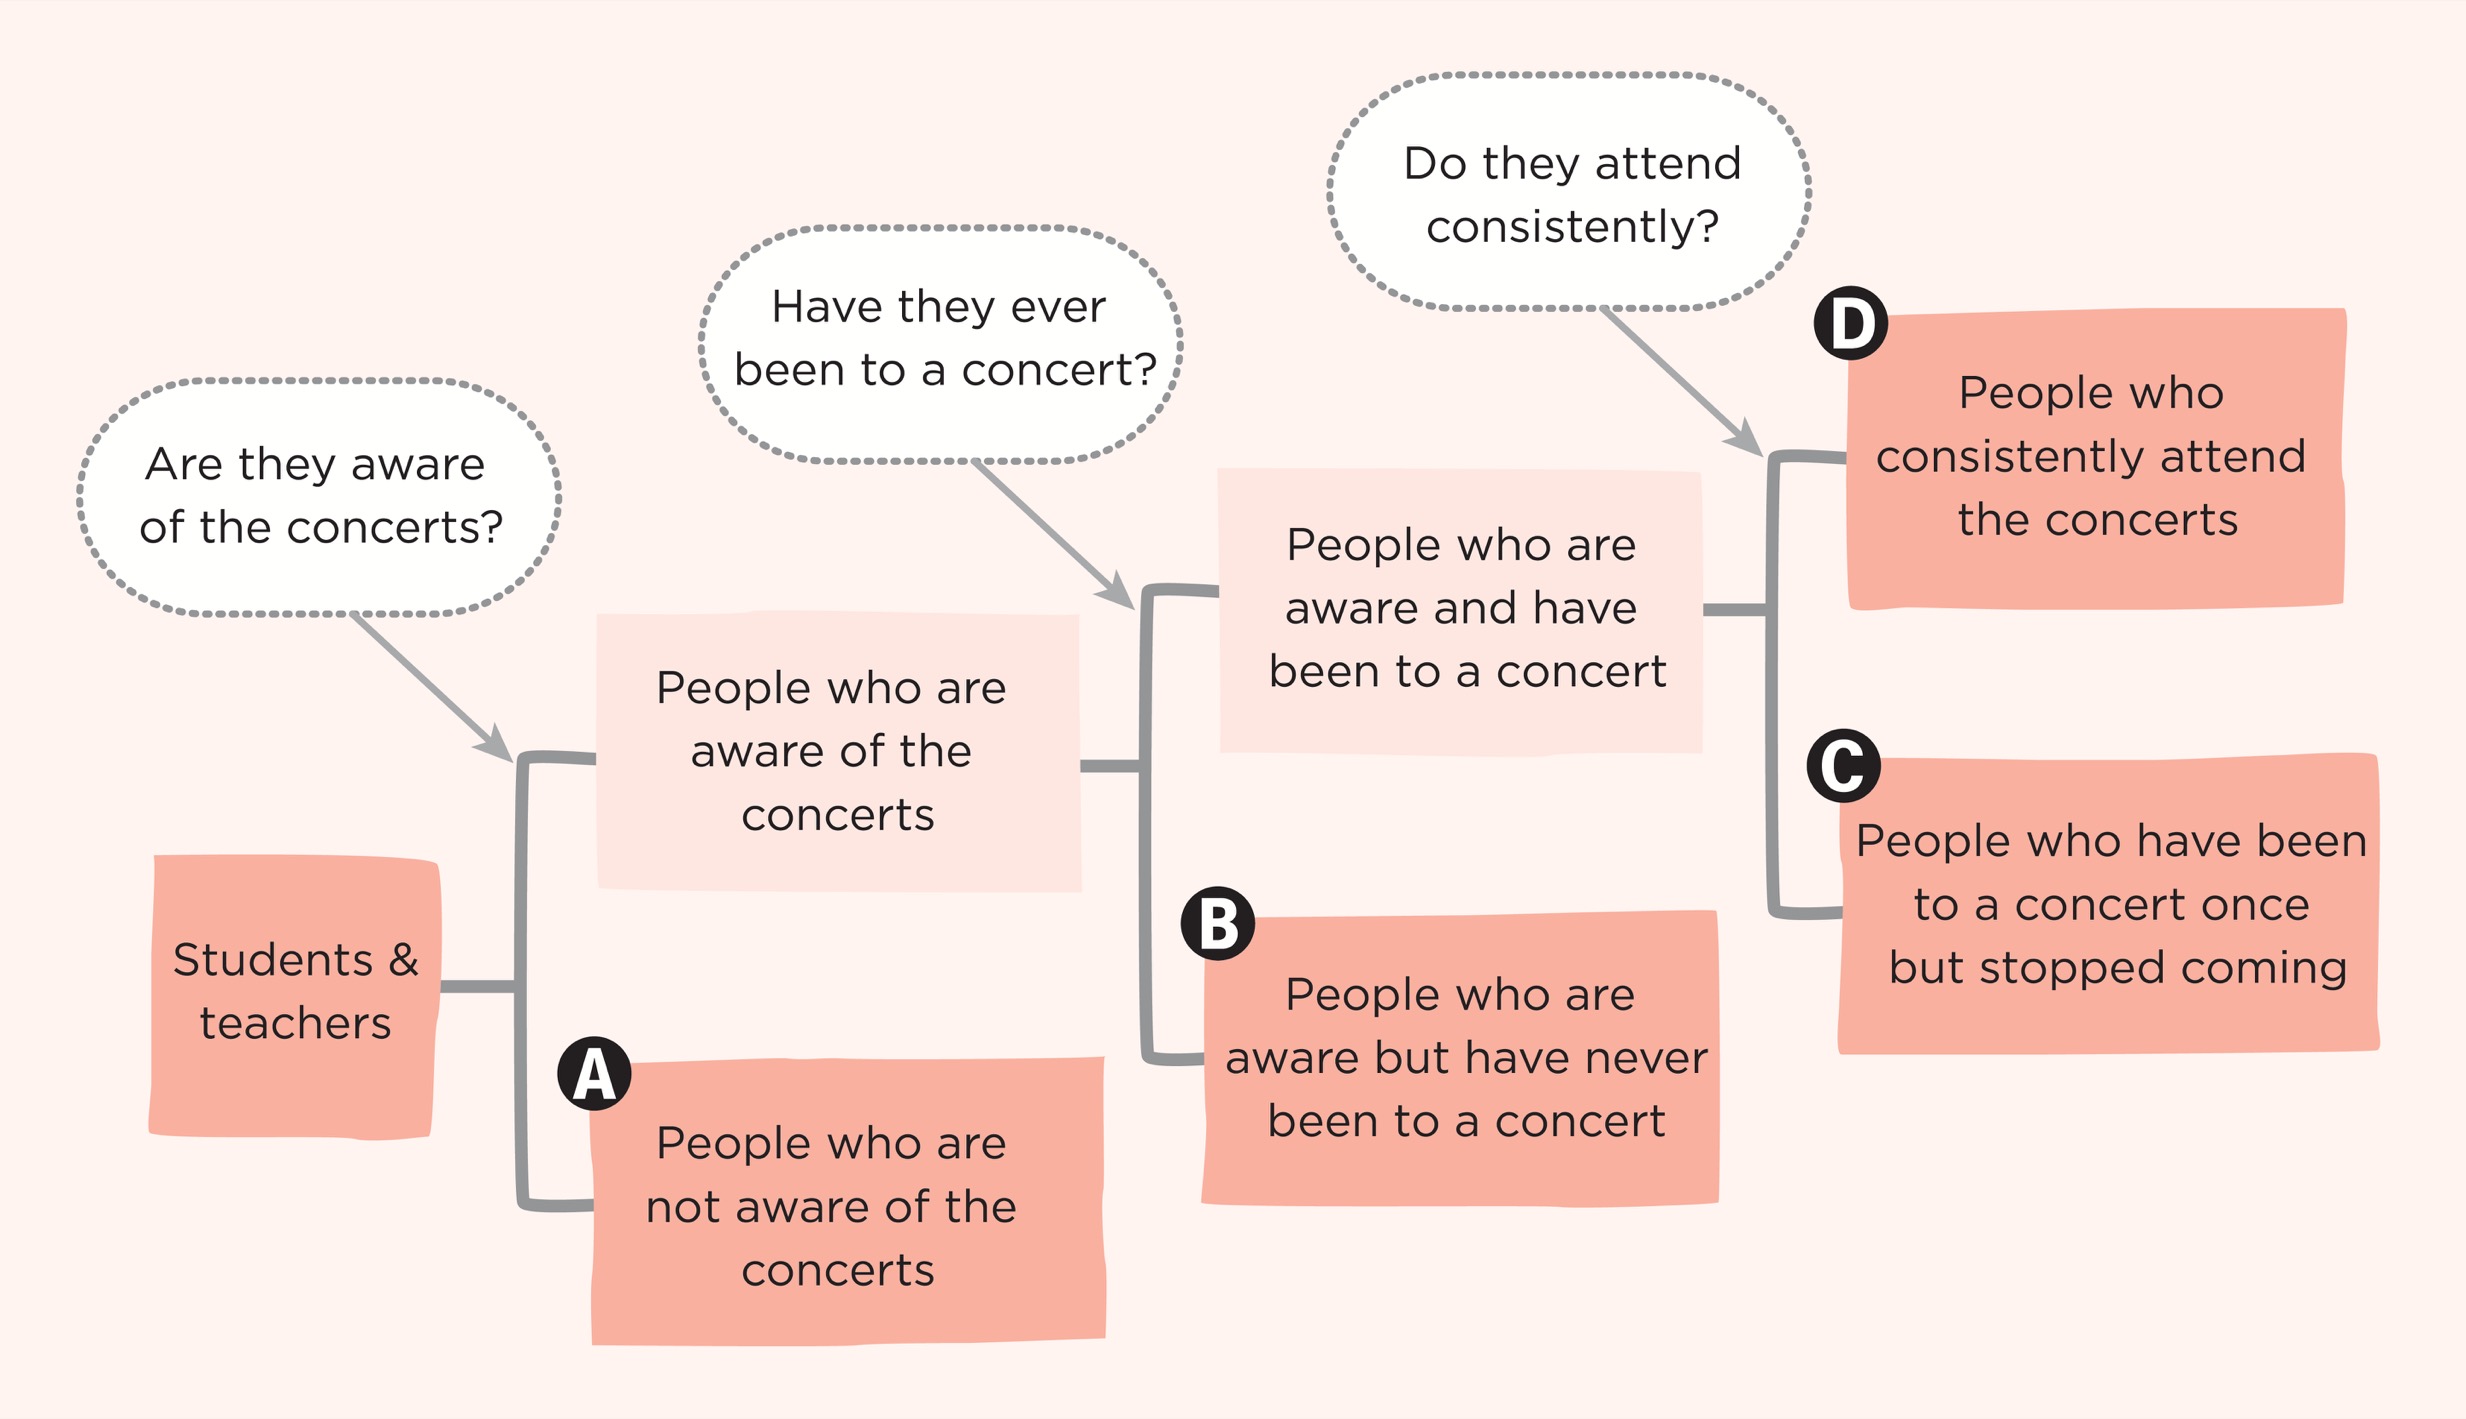 Do they attend
consistently?
Have they ever
been to a concert?
Are they aware
of the concerts?
Students &
teachers
People who are
aware of the
concerts
A
People who are
not aware of the
concerts
People who are
aware and have
been to a concert
B
People who are
aware but have never
been to a concert
D
People who
consistently attend
the concerts
C
People who have been
to a concert once
but stopped coming